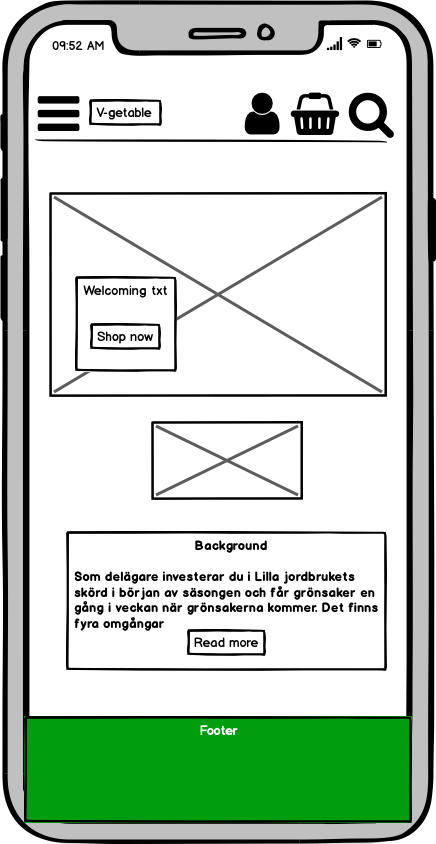 09:52 AM
V-getable
Welcoming txt
Shop now
Background
Som delägare investerar du i Lilla jordbrukets
skörd i början av säsongen och får grönsaker en
gång i veckan när grönsakerna kommer. Det finns
fyra omgångar
Read more
Footer